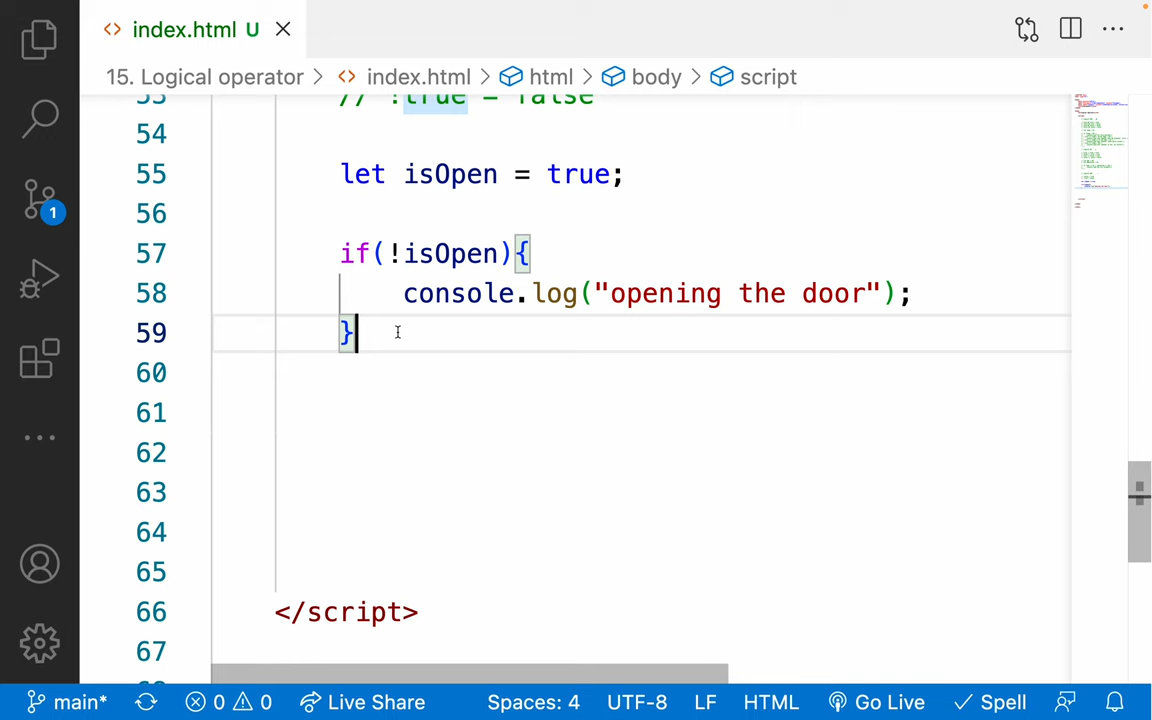 index.html U
15. Logical operator > index.html > html > body > script
53 // !true = false
54
55 let isOpen = true;
56
57 if(!isOpen){
58 console.log("opening the door");
59 }
60
61
62
63
64
65
66 </script>
67
1
main* 0 0 Live Share Spaces: 4 UTF-8 LF HTML Go Live Spell